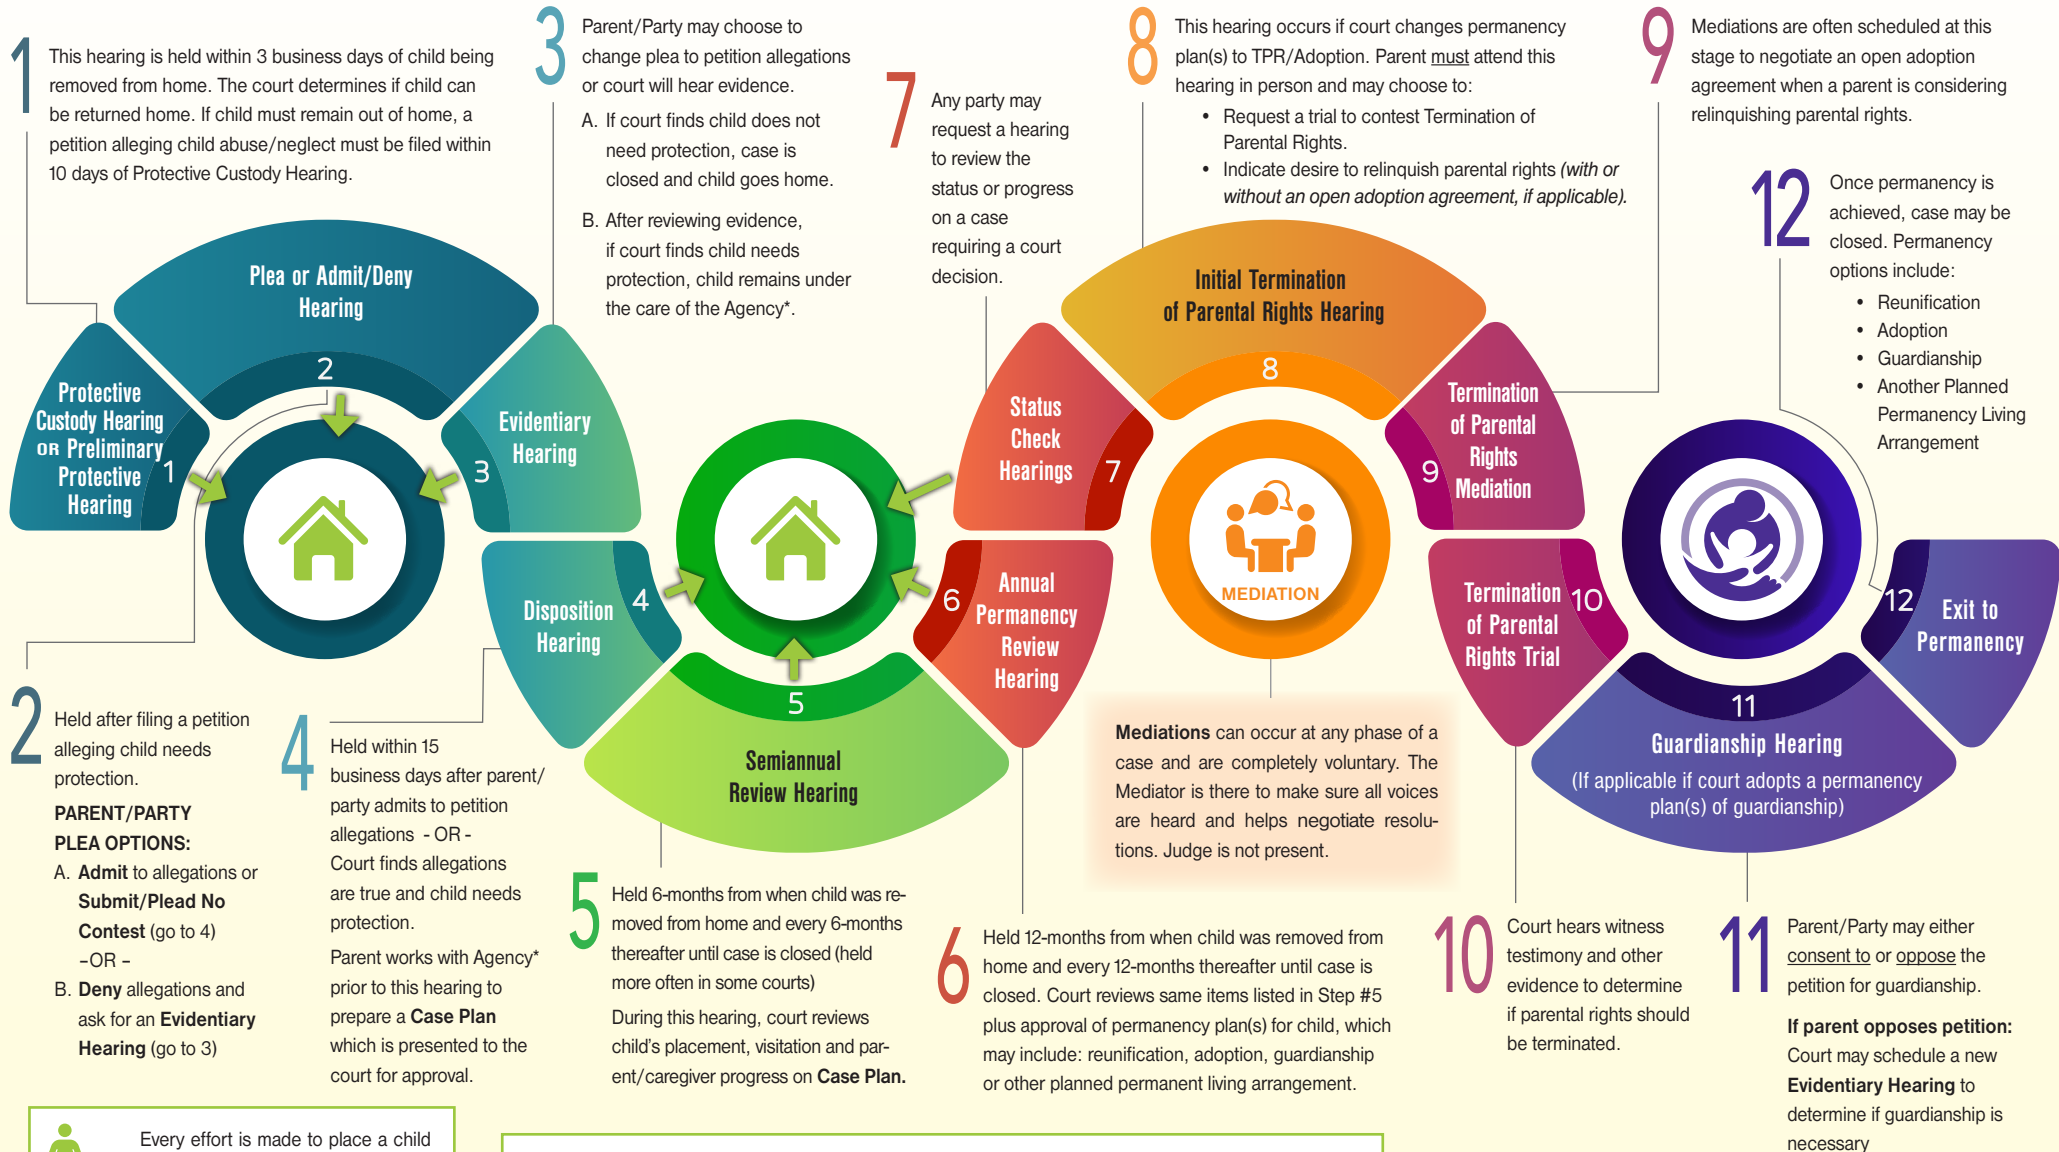 1
This hearing is held within 3 business days of child being
removed from home. The court determines if child can
be returned home. If child must remain out of home, a
petition alleging child abuse/neglect must be filed within
10 days of Protective Custody Hearing.
3
Parent/Party may choose to
change plea to petition allegations
or court will hear evidence.
A. If court finds child does not
need protection, case is
closed and child goes home.
B. After reviewing evidence,
if court finds child needs
protection, child remains under
the care of the Agency*.
7
Any party may
request a hearing
to review the
status or progress
on a case
requiring a court
decision.
8
This hearing occurs if court changes permanency
plan(s) to TPR/Adoption. Parent must attend this
hearing in person and may choose to:
• Request a trial to contest Termination of
Parental Rights.
• Indicate desire to relinquish parental rights (with or
without an open adoption agreement, if applicable).
9
Mediations are often scheduled at this
stage to negotiate an open adoption
agreement when a parent is considering
relinquishing parental rights.
12
Once permanency is
achieved, case may be
closed. Permanency
options include:
• Reunification
• Adoption
• Guardianship
• Another Planned
Permanency Living
Arrangement
Protective
Custody Hearing
OR Preliminary
Protective
Hearing
1
Plea or Admit/Deny
Hearing
2
Evidentiary
Hearing
3
Disposition
Hearing
4
5
Semiannual
Review Hearing
6
Annual
Permanency
Review
Hearing
Status
Check
Hearings
7
Initial Termination
of Parental Rights Hearing
8
MEDIATION
Termination
of Parental
Rights
Mediation
9
Termination
of Parental
Rights Trial
10
11
Guardianship Hearing
(If applicable if court adopts a permanency
plan(s) of guardianship)
12
Exit to
Permanency
2
Held after filing a petition
alleging child needs
protection.
PARENT/PARTY
PLEA OPTIONS:
A. Admit to allegations or
Submit/Plead No
Contest (go to 4)
–OR –
B. Deny allegations and
ask for an Evidentiary
Hearing (go to 3)
4
Held within 15
business days after parent/
party admits to petition
allegations - OR -
Court finds allegations
are true and child needs
protection.
Parent works with Agency*
prior to this hearing to
prepare a Case Plan
which is presented to the
court for approval.
5
Held 6-months from when child was re-
moved from home and every 6-months
thereafter until case is closed (held
more often in some courts)
During this hearing, court reviews
child's placement, visitation and par-
ent/caregiver progress on Case Plan.
6
Held 12-months from when child was removed from
home and every 12-months thereafter until case is
closed. Court reviews same items listed in Step #5
plus approval of permanency plan(s) for child, which
may include: reunification, adoption, guardianship
or other planned permanent living arrangement.
Mediations can occur at any phase of a
case and are completely voluntary. The
Mediator is there to make sure all voices
are heard and helps negotiate resolu-
tions. Judge is not present.
10
Court hears witness
testimony and other
evidence to determine
if parental rights should
be terminated.
11
Parent/Party may either
consent to or oppose the
petition for guardianship.
If parent opposes petition:
Court may schedule a new
Evidentiary Hearing to
determine if guardianship is
necessary
Every effort is made to place a child